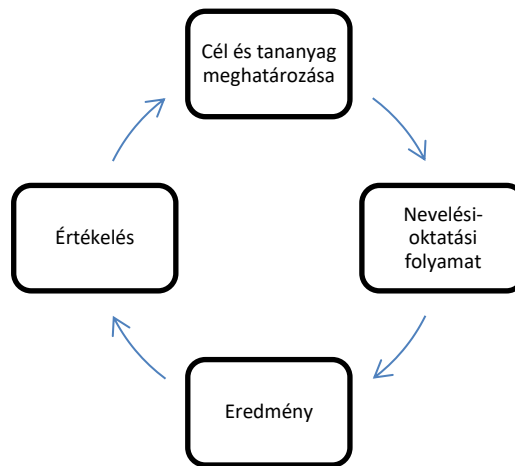 Cél és tananyag
meghatározása
Nevelési-
oktatási
folyamat
Eredmény
Értékelés